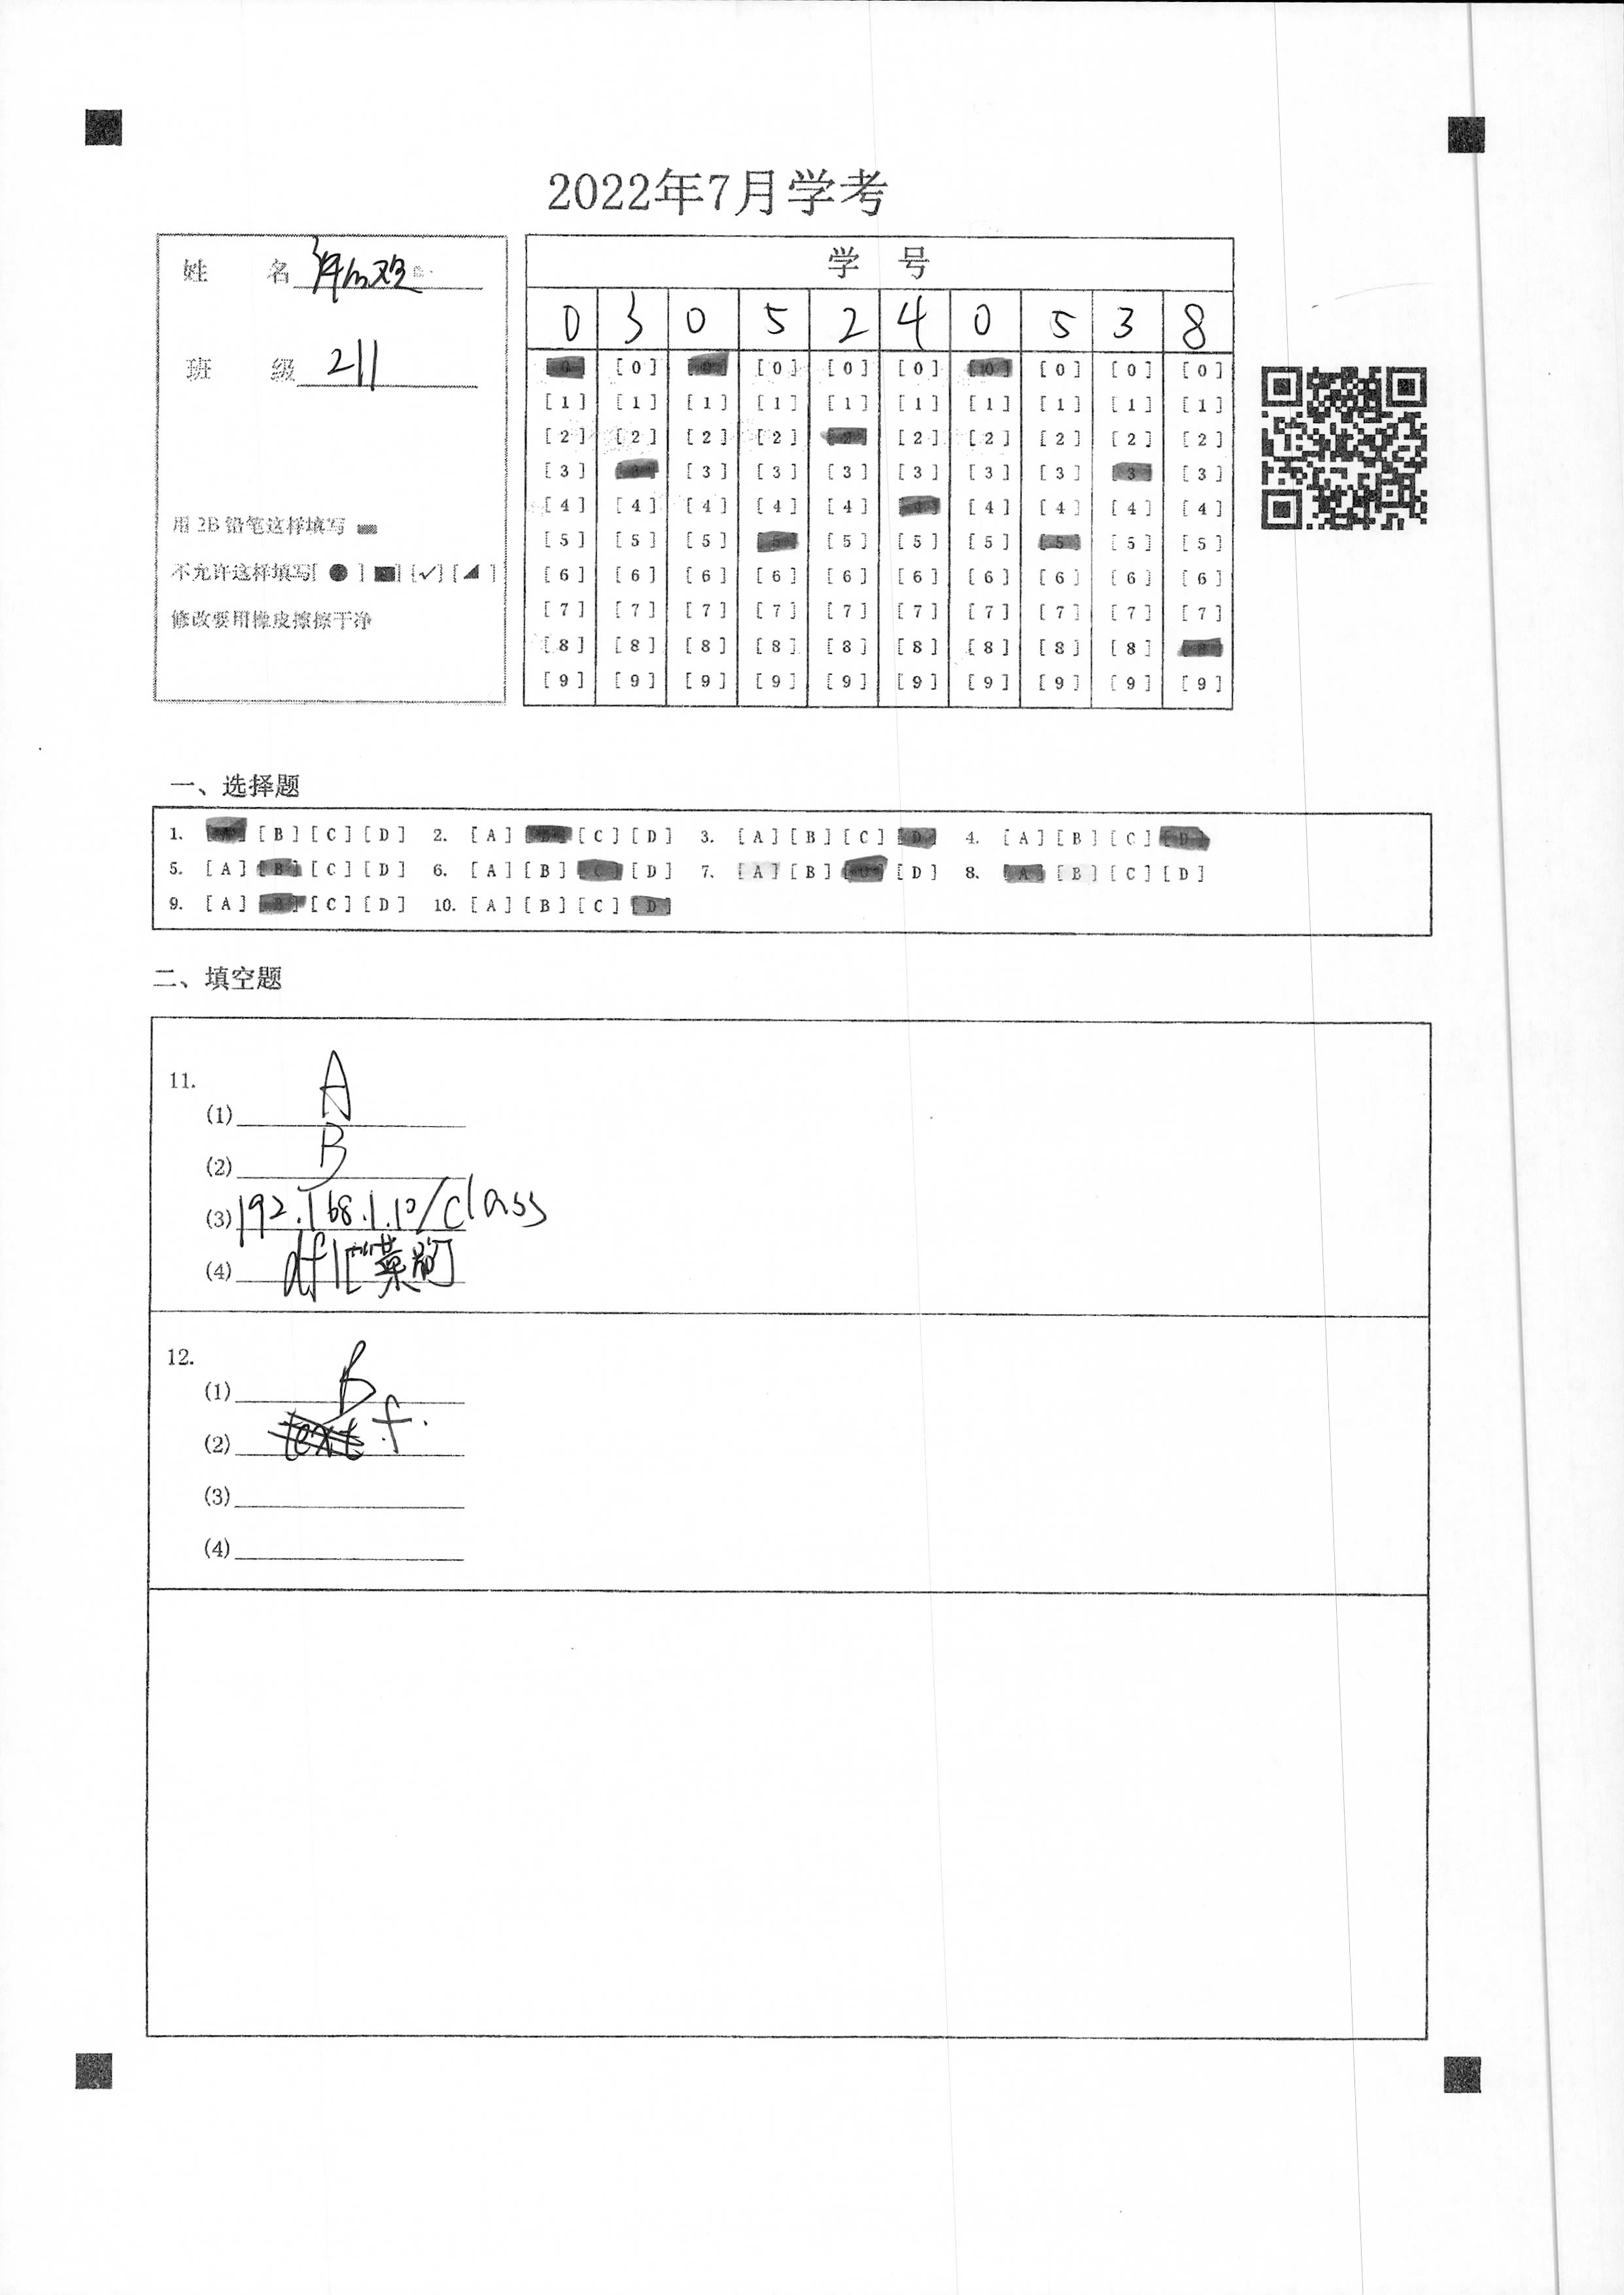 2022年7月学考
姓 名
班 级 211
用 2B 铅笔这样填写
不允许这样填写[ ● ] [■] [✓] [◢ ]
修改要用橡皮擦擦干净
学 号
0 3 0 5 2 4 0 5 3 8
[0] [0] [0] [0] [0] [0] [0] [0] [0] [0]
[1] [1] [1] [1] [1] [1] [1] [1] [1] [1]
[2] [2] [2] [2] [2] [2] [2] [2] [2] [2]
[3] [3] [3] [3] [3] [3] [3] [3] [3] [3]
[4] [4] [4] [4] [4] [4] [4] [4] [4] [4]
[5] [5] [5] [5] [5] [5] [5] [5] [5] [5]
[6] [6] [6] [6] [6] [6] [6] [6] [6] [6]
[7] [7] [7] [7] [7] [7] [7] [7] [7] [7]
[8] [8] [8] [8] [8] [8] [8] [8] [8] [8]
[9] [9] [9] [9] [9] [9] [9] [9] [9] [9]
一、选择题
1. [A] [B] [C] [D] 2. [A] [B] [C] [D] 3. [A] [B] [C] [D] 4. [A] [B] [C] [D]
5. [A] [B] [C] [D] 6. [A] [B] [C] [D] 7. [A] [B] [C] [D] 8. [A] [B] [C] [D]
9. [A] [B] [C] [D] 10. [A] [B] [C] [D]
二、填空题
11.
(1) A
(2) B
(3) 192.168.1.10/class
(4) df1["菜
12.
(1) B
(2) f.
(3)
(4)